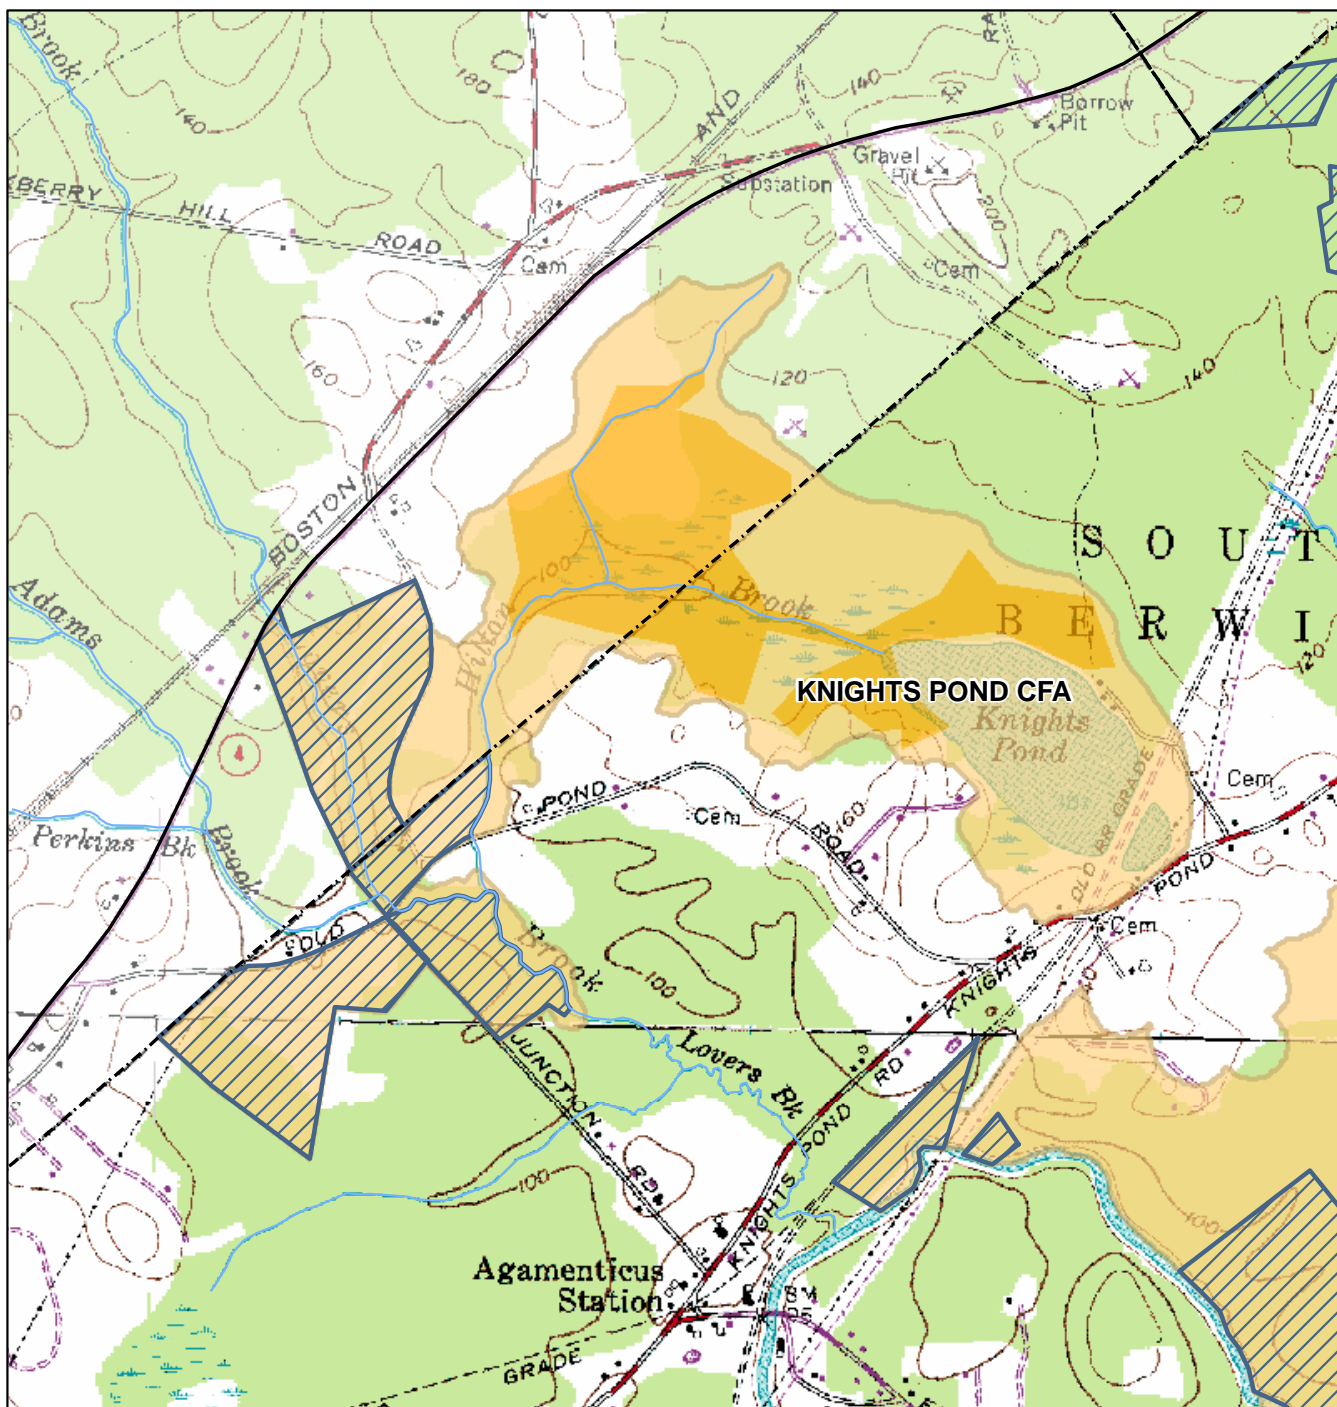 Brook
180
AND
140
140
Borrow
Pit
Gravel
Pit
Substation
200
HILL
ROAD
Cem
Cem
160
120
140
BOSTON
S O U T
100
Brook
Hilton
B E R W I
120
Adams
KNIGHTS POND CFA
Knights
Pond
4
POND
Cem
ROAD
160
Cem
OLD RR GRADE
POND
Perkins Bk
Brook
OLD
Brook
Cem
KNIGHTS
RD
100
Lovers Bk
JUNCTION
RD
KNIGHTS POND RD
100
100
Agamenticus
Station
BM
GRADE